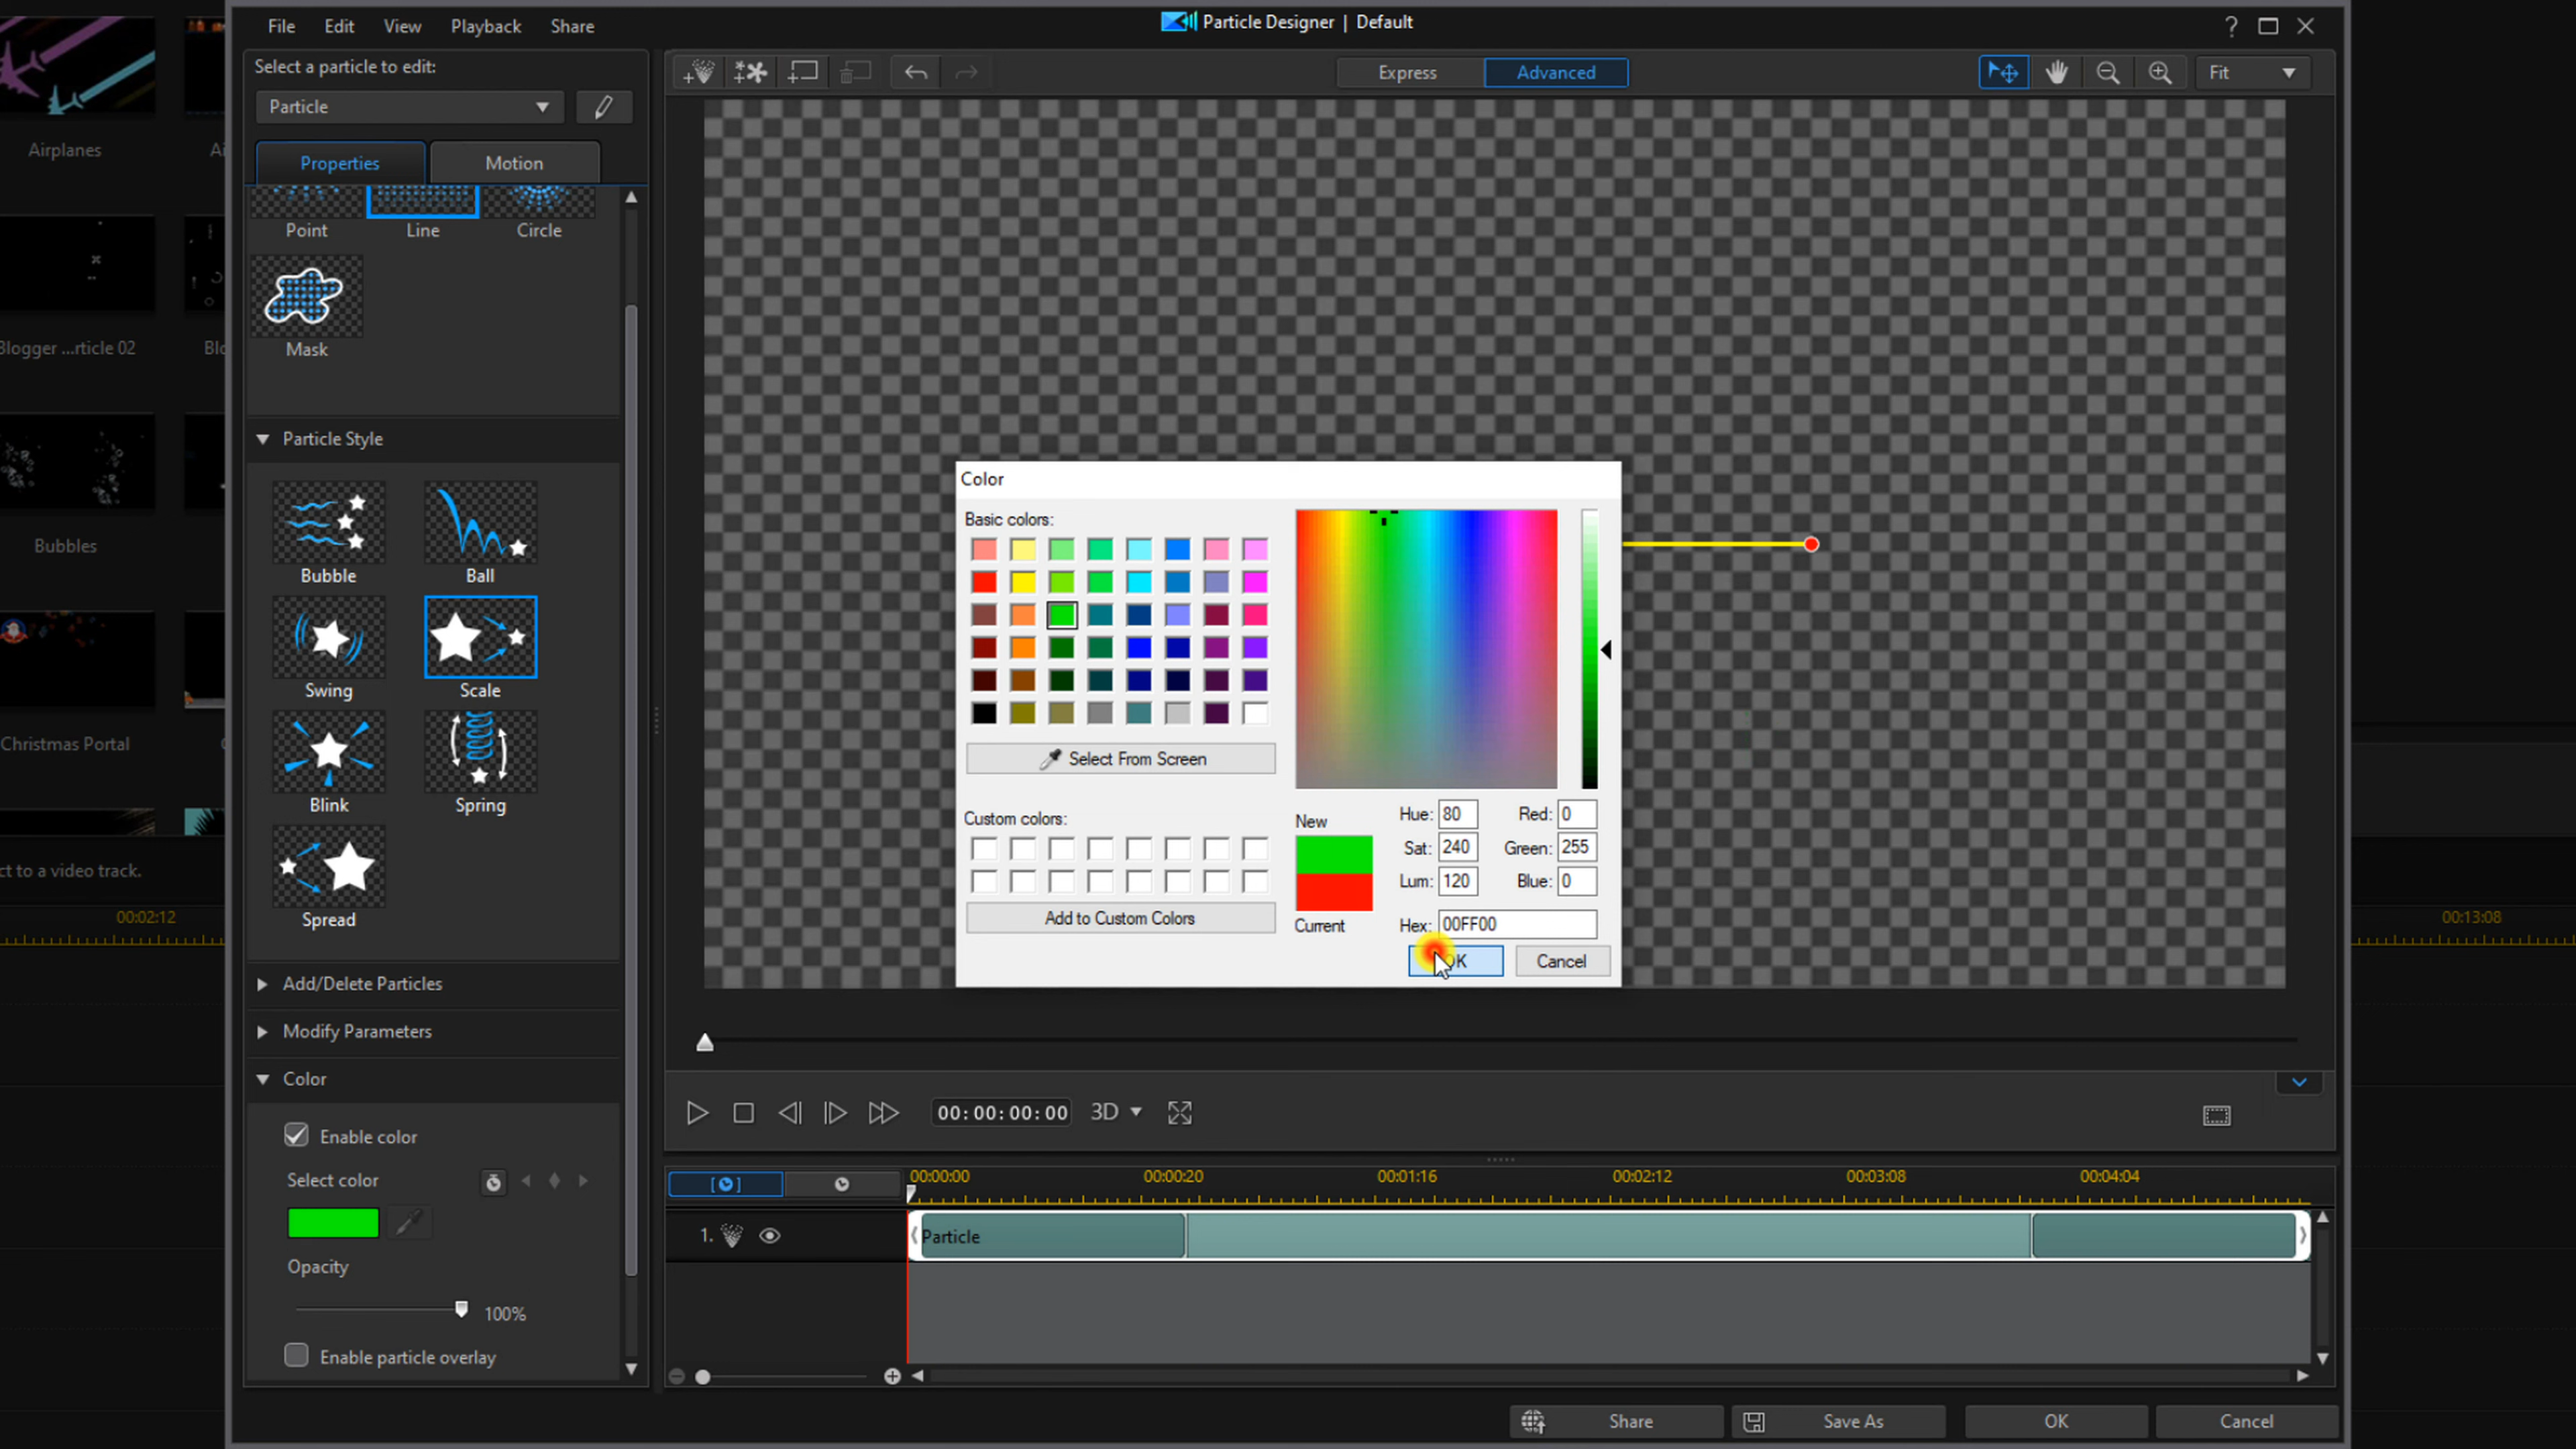 File Edit View Playback Share
Particle Designer | Default
?
Select a particle to edit:
Particle
Properties Motion
Express Advanced
Fit
Point Line Circle
Mask
Particle Style
Bubble Ball
Swing Scale
Blink Spring
Spread
Add/Delete Particles
Modify Parameters
Color
Enable color
Select color
Opacity
100%
Enable particle overlay
Airplanes
Blogger ...rticle 02
Bubbles
Christmas Portal
ct to a video track.
00:02:12
00:13:08
Color
Basic colors:
Select From Screen
Custom colors:
Add to Custom Colors
New
Current
Hue: 80 Red: 0
Sat: 240 Green: 255
Lum: 120 Blue: 0
Hex: 00FF00
OK Cancel
00:00:00:00 3D
00:00:00 00:00:20 00:01:16 00:02:12 00:03:08 00:04:04
1. Particle
Share Save As OK Cancel